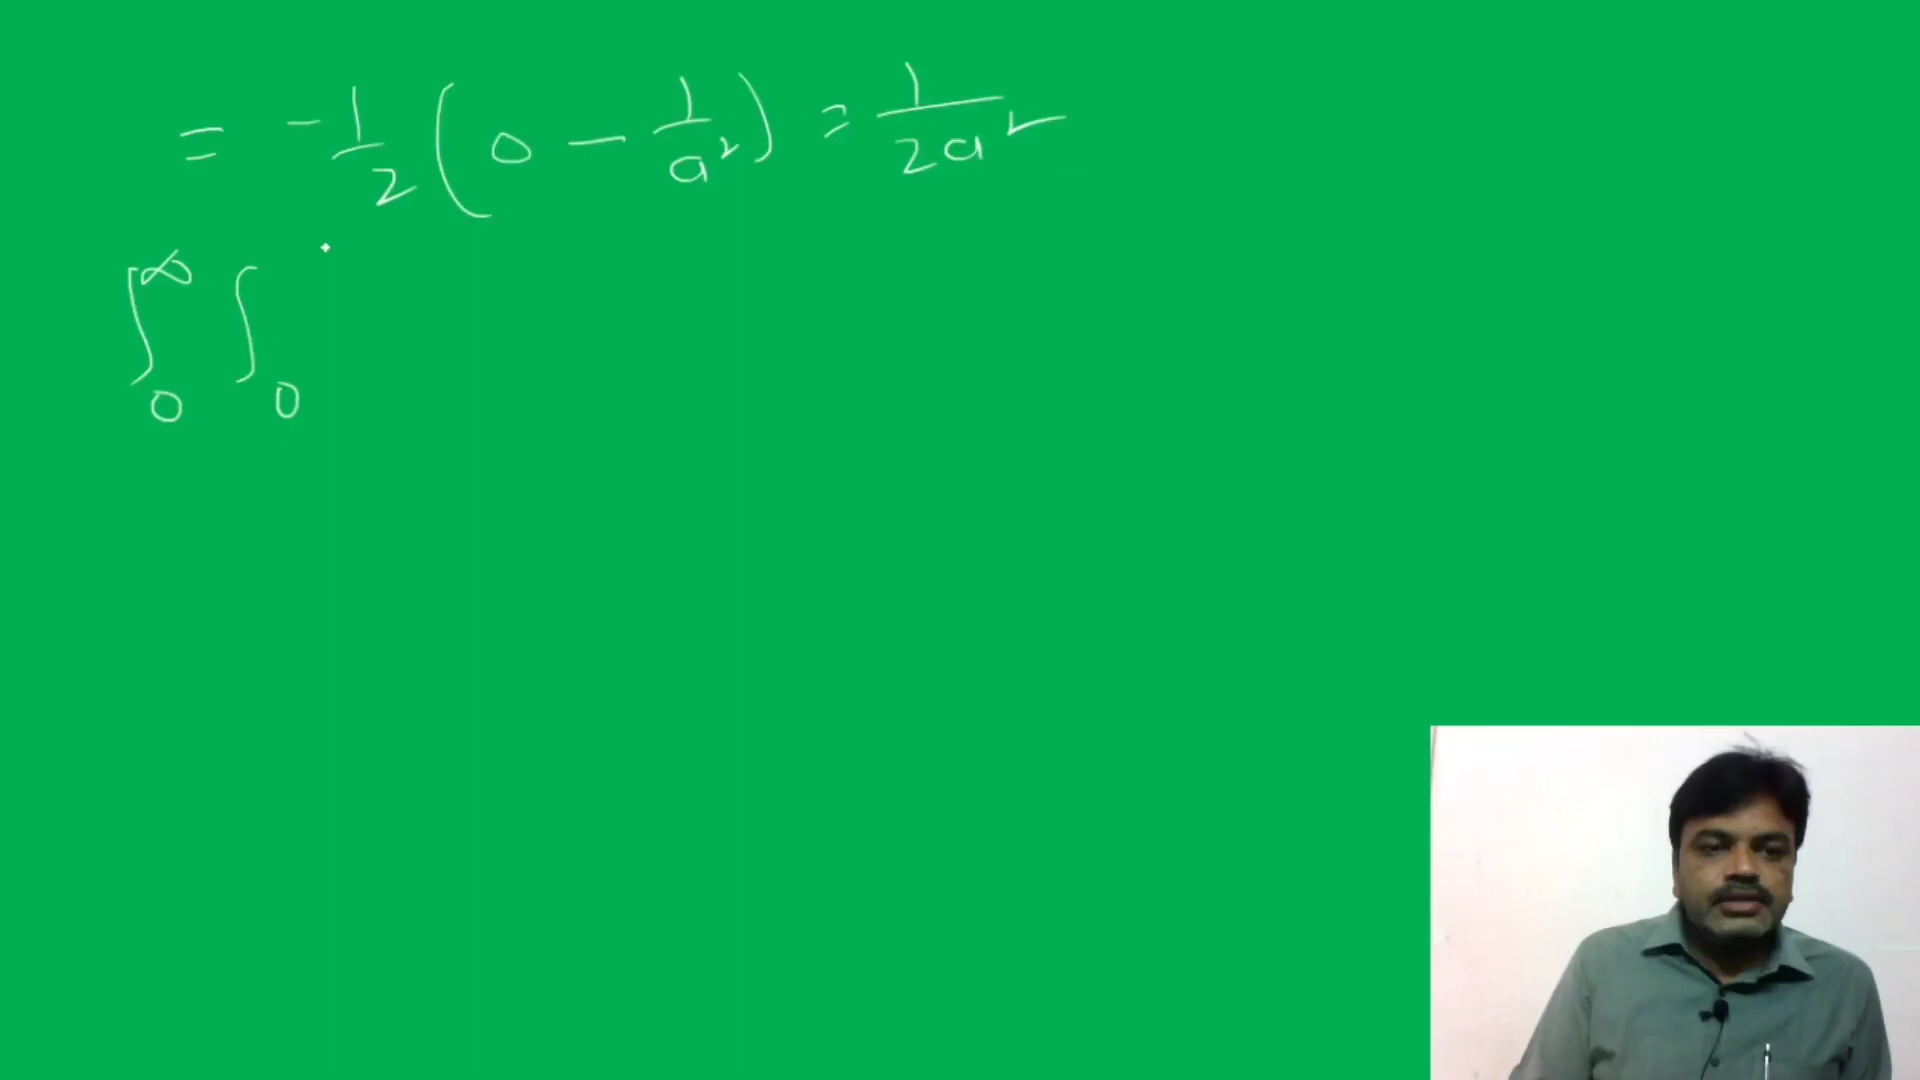 = -1/2 (0 - 1/a²) = 1/2a²
∫₀^∞ ∫₀